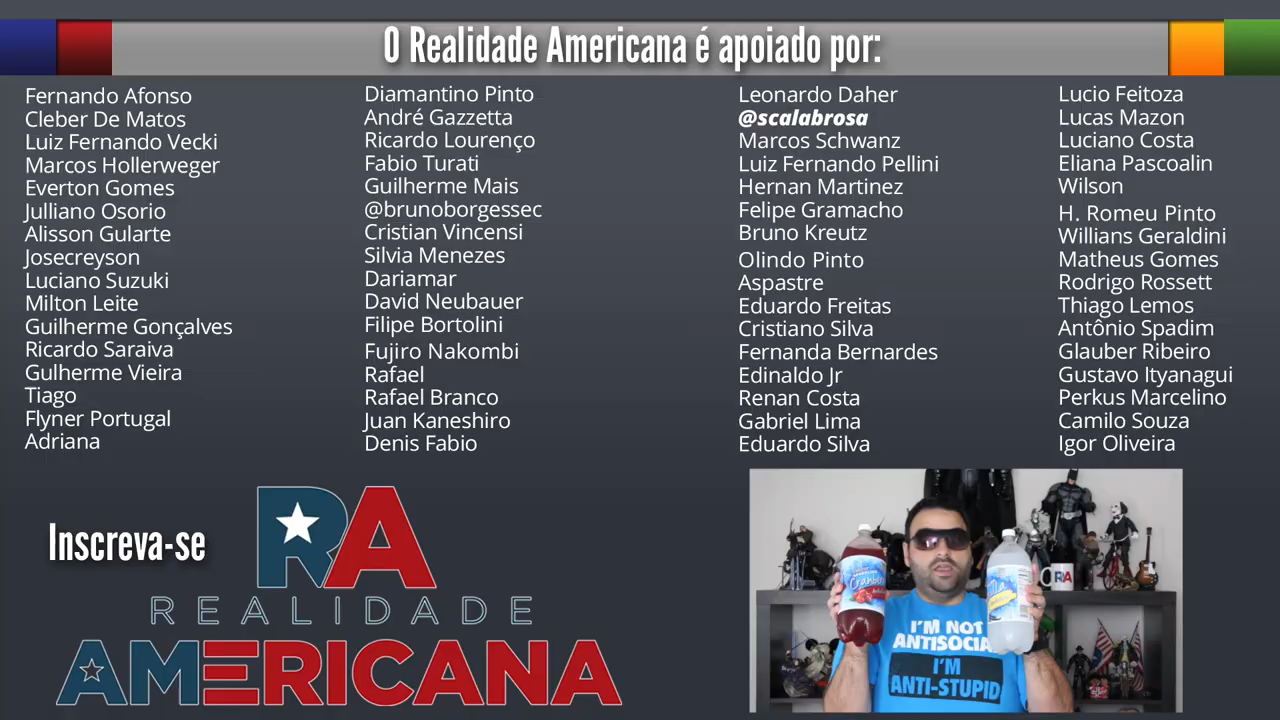 O Realidade Americana é apoiado por:
Fernando Afonso
Cleber De Matos
Luiz Fernando Vecki
Marcos Hollerweger
Everton Gomes
Julliano Osorio
Alisson Gularte
Josecreyson
Luciano Suzuki
Milton Leite
Guilherme Gonçalves
Ricardo Saraiva
Gulherme Vieira
Tiago
Flyner Portugal
Adriana
Diamantino Pinto
André Gazzetta
Ricardo Lourenço
Fabio Turati
Guilherme Mais
@brunoborgessec
Cristian Vincensi
Silvia Menezes
Dariamar
David Neubauer
Filipe Bortolini
Fujiro Nakombi
Rafael
Rafael Branco
Juan Kaneshiro
Denis Fabio
Leonardo Daher
@scalabrosa
Marcos Schwanz
Luiz Fernando Pellini
Hernan Martinez
Felipe Gramacho
Bruno Kreutz
Olindo Pinto
Aspastre
Eduardo Freitas
Cristiano Silva
Fernanda Bernardes
Edinaldo Jr
Renan Costa
Gabriel Lima
Eduardo Silva
Lucio Feitoza
Lucas Mazon
Luciano Costa
Eliana Pascoalin
Wilson
H. Romeu Pinto
Willians Geraldini
Matheus Gomes
Rodrigo Rossett
Thiago Lemos
Antônio Spadim
Glauber Ribeiro
Gustavo Ityanagui
Perkus Marcelino
Camilo Souza
Igor Oliveira
Inscreva-se
RA
REALIDADE
AMERICANA
RA
I'M NOT
ANTISOCIAL
I'M
ANTI-STUPID